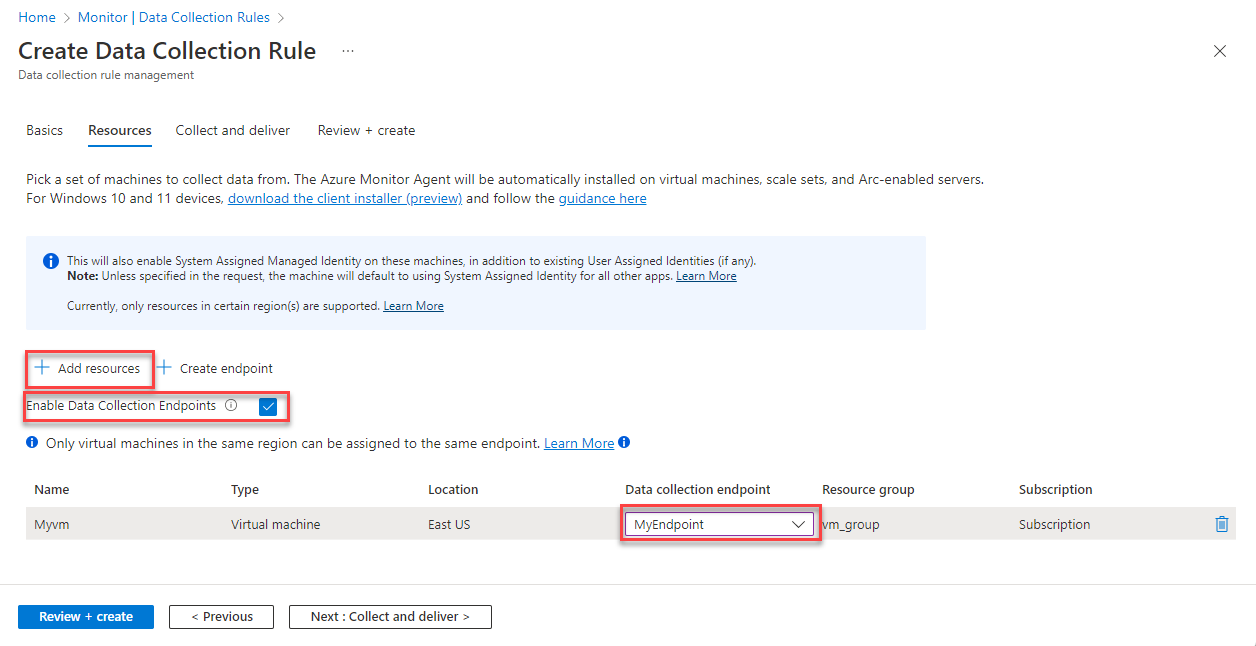 Home > Monitor | Data Collection Rules >
Create Data Collection Rule ...
Data collection rule management
Basics Resources Collect and deliver Review + create
Pick a set of machines to collect data from. The Azure Monitor Agent will be automatically installed on virtual machines, scale sets, and Arc-enabled servers.
For Windows 10 and 11 devices, download the client installer (preview) and follow the guidance here
This will also enable System Assigned Managed Identity on these machines, in addition to existing User Assigned Identities (if any).
Note: Unless specified in the request, the machine will default to using System Assigned Identity for all other apps. Learn More
Currently, only resources in certain region(s) are supported. Learn More
+ Add resources + Create endpoint
Enable Data Collection Endpoints
Only virtual machines in the same region can be assigned to the same endpoint. Learn More
Name Type Location Data collection endpoint Resource group Subscription
Myvm Virtual machine East US MyEndpoint vm_group Subscription
Review + create < Previous Next : Collect and deliver >